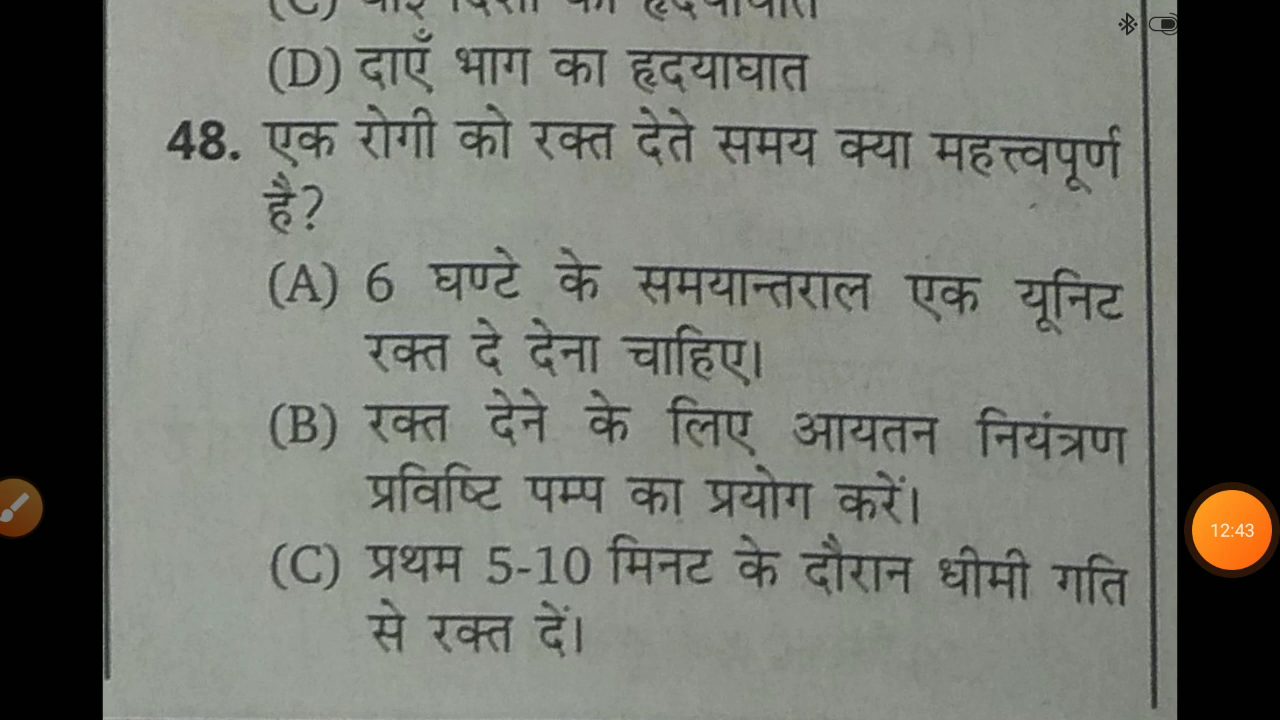 (D) दाएँ भाग का हृदयाघात
48. एक रोगी को रक्त देते समय क्या महत्त्वपूर्ण
है?
(A) 6 घण्टे के समयान्तराल एक यूनिट
रक्त दे देना चाहिए।
(B) रक्त देने के लिए आयतन नियंत्रण
प्रविष्टि पम्प का प्रयोग करें।
(C) प्रथम 5-10 मिनट के दौरान धीमी गति
से रक्त दें।
12:43